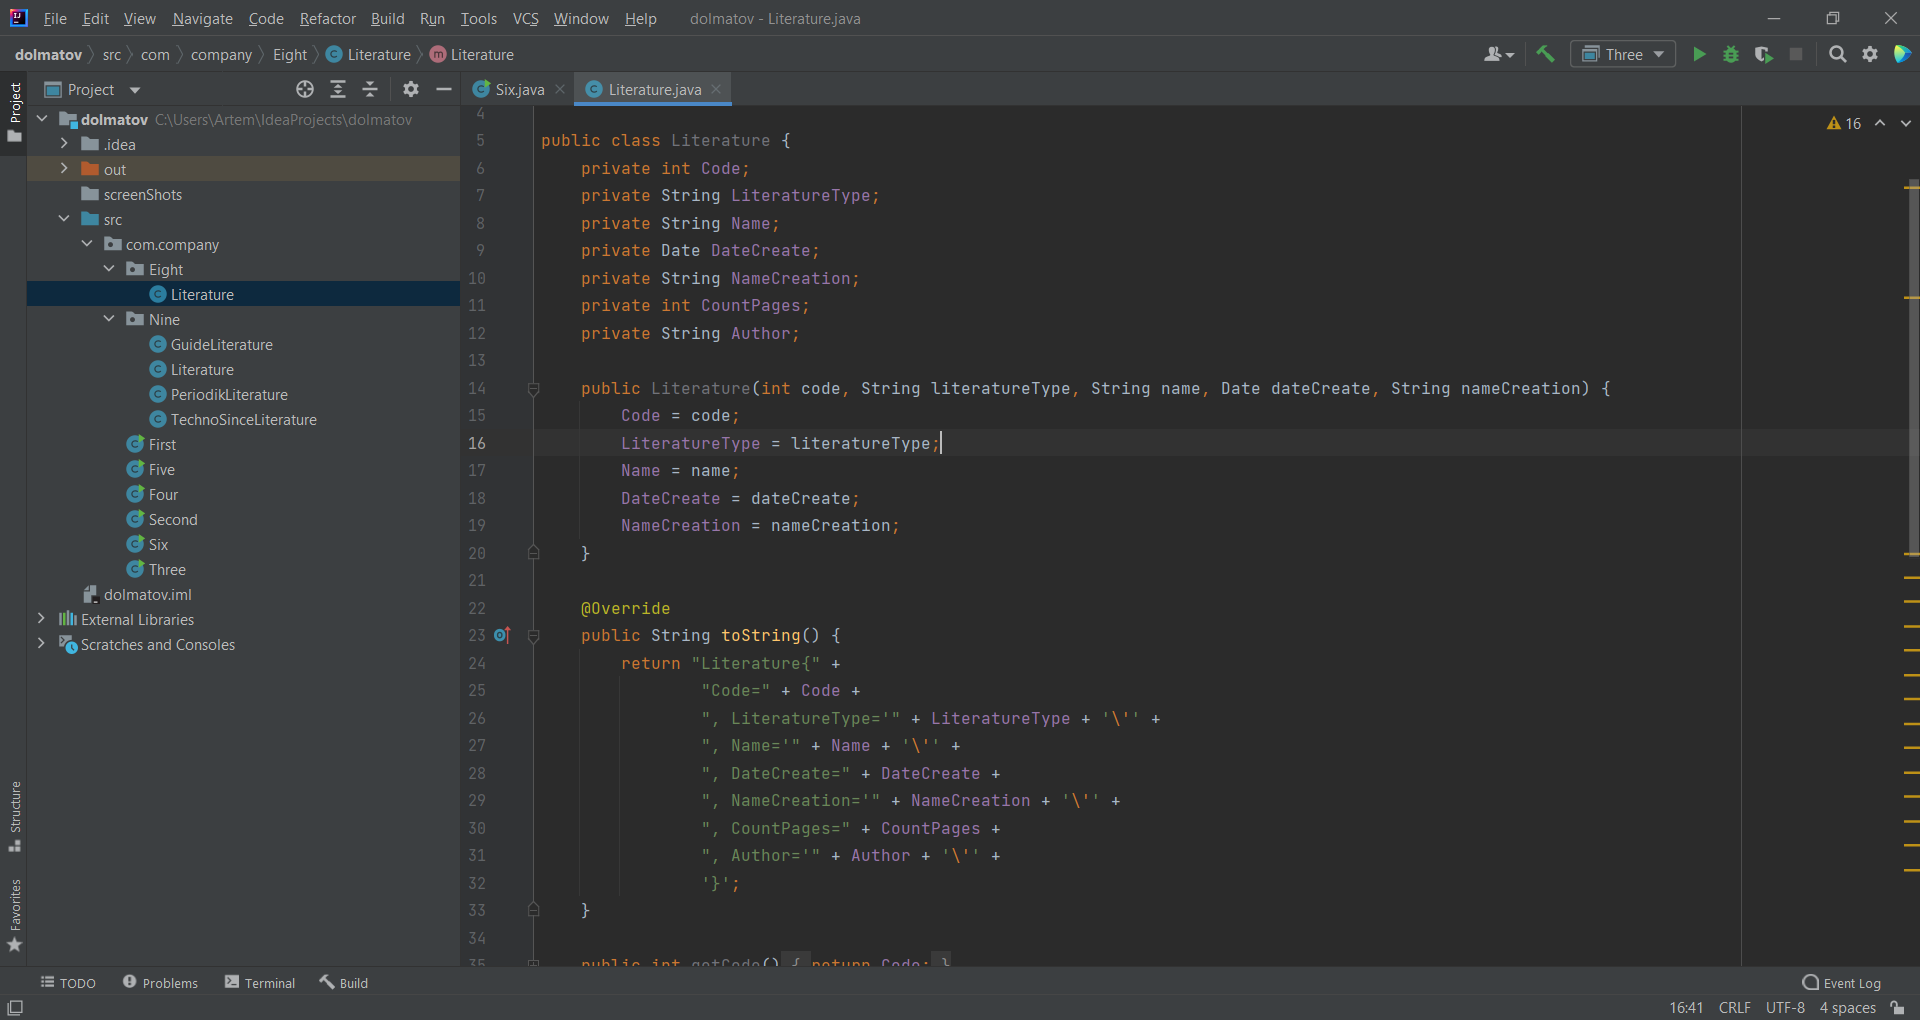 File Edit View Navigate Code Refactor Build Run Tools VCS Window Help dolmatov - Literature.java
dolmatov src com company Eight Literature Literature
Three
Project
Six.java Literature.java
Project
dolmatov C:\Users\Artem\IdeaProjects\dolmatov
.idea
out
screenShots
src
com.company
Eight
Literature
Nine
GuideLiterature
Literature
PeriodikLiterature
TechnoSinceLiterature
First
Five
Four
Second
Six
Three
dolmatov.iml
External Libraries
Scratches and Consoles
Structure
Favorites
16
4
5 public class Literature {
6 private int Code;
7 private String LiteratureType;
8 private String Name;
9 private Date DateCreate;
10 private String NameCreation;
11 private int CountPages;
12 private String Author;
13
14 public Literature(int code, String literatureType, String name, Date dateCreate, String nameCreation) {
15 Code = code;
16 LiteratureType = literatureType;
17 Name = name;
18 DateCreate = dateCreate;
19 NameCreation = nameCreation;
20 }
21
22 @Override
23 public String toString() {
24 return "Literature{" +
25 "Code=" + Code +
26 ", LiteratureType='" + LiteratureType + '\'' +
27 ", Name='" + Name + '\'' +
28 ", DateCreate=" + DateCreate +
29 ", NameCreation='" + NameCreation + '\'' +
30 ", CountPages=" + CountPages +
31 ", Author='" + Author + '\'' +
32 '}';
33 }
34
35 public int getCode() { return Code; }
TODO Problems Terminal Build Event Log
16:41 CRLF UTF-8 4 spaces